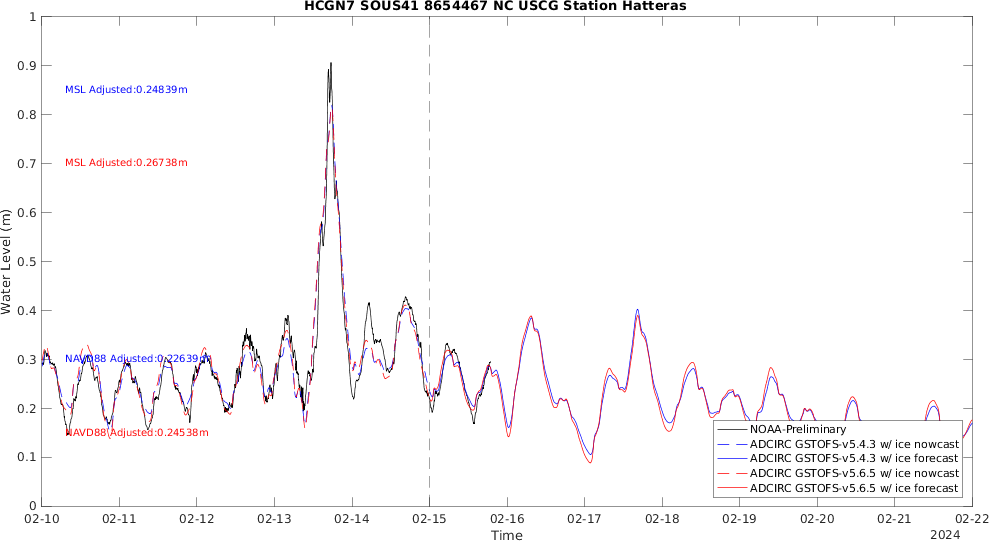 HCGN7 SOUS41 8654467 NC USCG Station Hatteras
1
0.9
MSL Adjusted:0.24839m
0.8
0.7
MSL Adjusted:0.26738m
0.6
0.5
Water Level (m)
0.4
0.3
NAVD88 Adjusted:0.22639m
0.2
NAVD88 Adjusted:0.24538m
0.1
0
NOAA-Preliminary
ADCIRC GSTOFS-v5.4.3 w/ ice nowcast
ADCIRC GSTOFS-v5.4.3 w/ ice forecast
ADCIRC GSTOFS-v5.6.5 w/ ice nowcast
ADCIRC GSTOFS-v5.6.5 w/ ice forecast
02-10 02-11 02-12 02-13 02-14 02-15 02-16 02-17 02-18 02-19 02-20 02-21 02-22
Time
2024